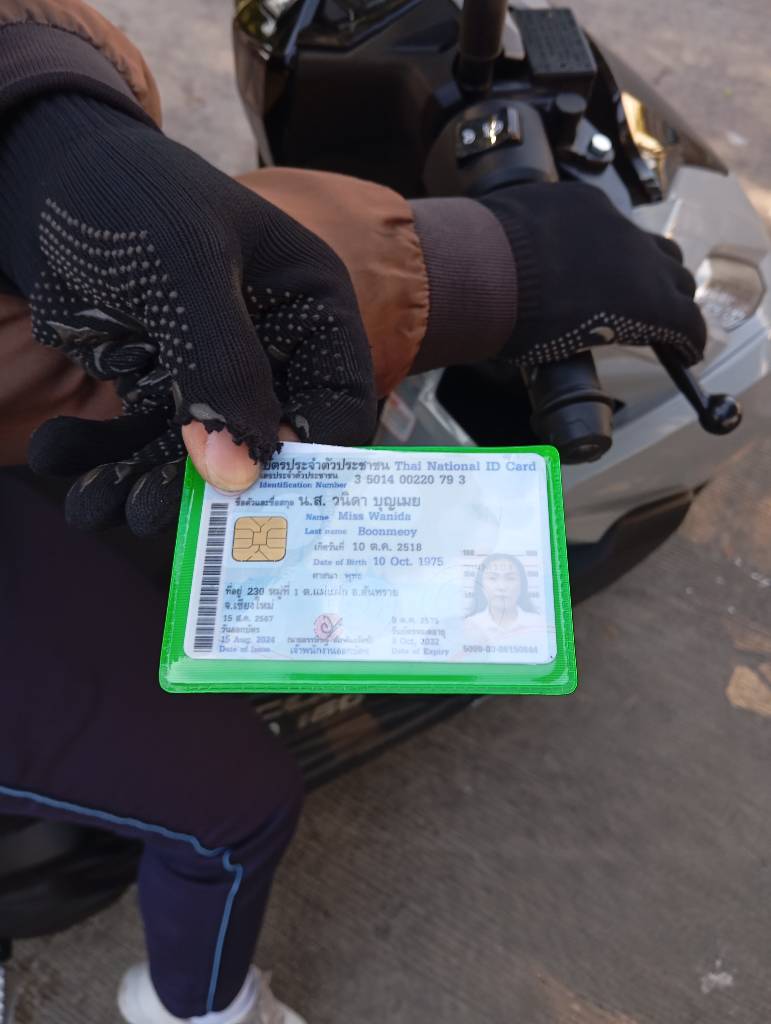 บัตรประจำตัวประชาชน Thai National ID Card
เลขประจำตัวประชาชน
Identification Number 3 5014 00220 79 3
ชื่อตัวและชื่อสกุล น.ส. วนิดา บุญเมย
Name Miss Wanida
Last name Boonmeoy
เกิดวันที่ 10 ต.ค. 2518
Date of Birth 10 Oct. 1975
ศาสนา พุทธ
ที่อยู่ 230 หมู่ที่ 1 ต.แม่แฝก อ.สันทราย
จ.เชียงใหม่
15 ส.ค. 2567
วันออกบัตร
15 Aug. 2024
Date of Issue
เจ้าพนักงานออกบัตร
9 ต.ค. 2575
วันบัตรหมดอายุ
9 Oct. 2032
Date of Expiry
160